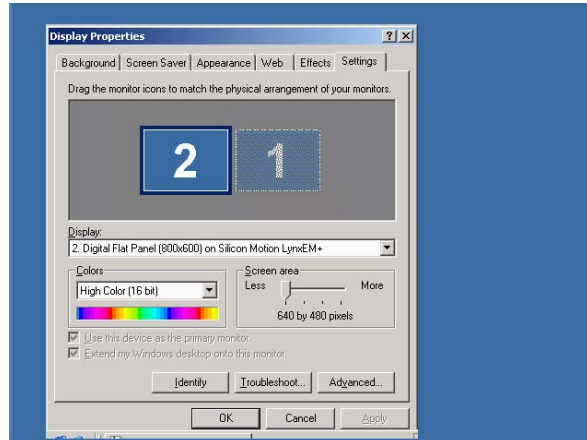 Display Properties
Background Screen Saver Appearance Web Effects Settings
Drag the monitor icons to match the physical arrangement of your monitors.
2 1
Display:
2. Digital Flat Panel (800x600) on Silicon Motion LynxEM+
Colors
High Color (16 bit)
Screen area
Less More
640 by 480 pixels
Use this device as the primary monitor.
Extend my Windows desktop onto this monitor.
Identify Troubleshoot... Advanced...
OK Cancel Apply